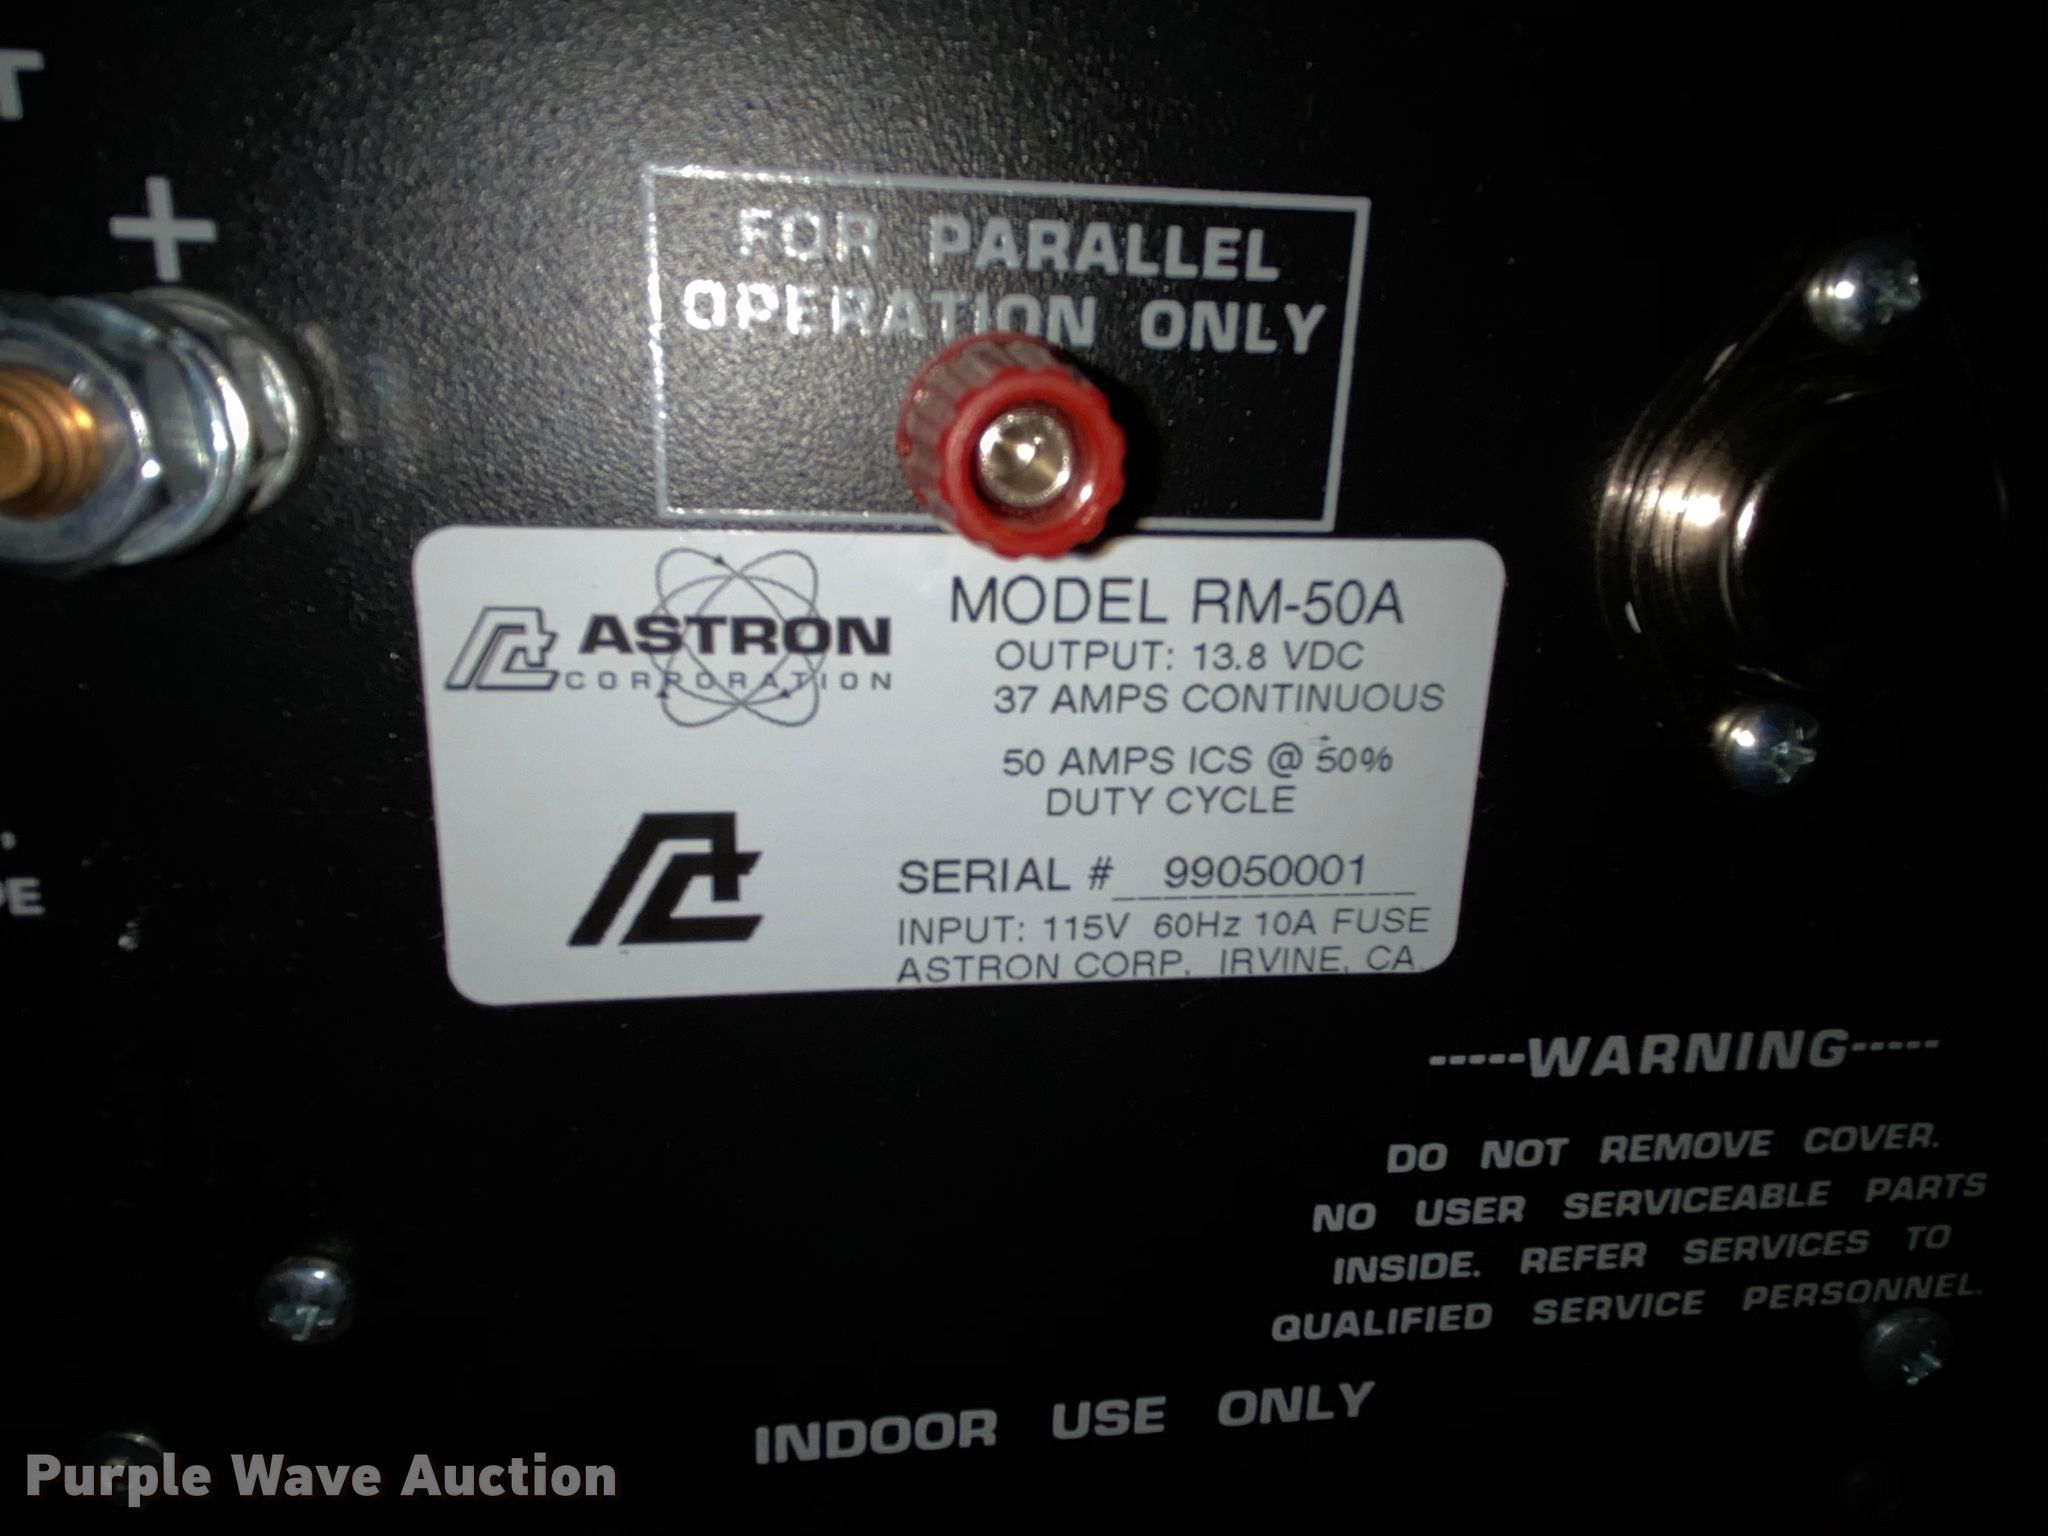 T
+
FOR PARALLEL
OPERATION ONLY
ASTRON
CORPORATION
MODEL RM-50A
OUTPUT: 13.8 VDC
37 AMPS CONTINUOUS
50 AMPS ICS @ 50%
DUTY CYCLE
SERIAL # 99050001
INPUT: 115V 60Hz 10A FUSE
ASTRON CORP. IRVINE, CA.
-----WARNING-----
DO NOT REMOVE COVER.
NO USER SERVICEABLE PARTS
INSIDE. REFER SERVICES TO
QUALIFIED SERVICE PERSONNEL.
INDOOR USE ONLY
Purple Wave Auction